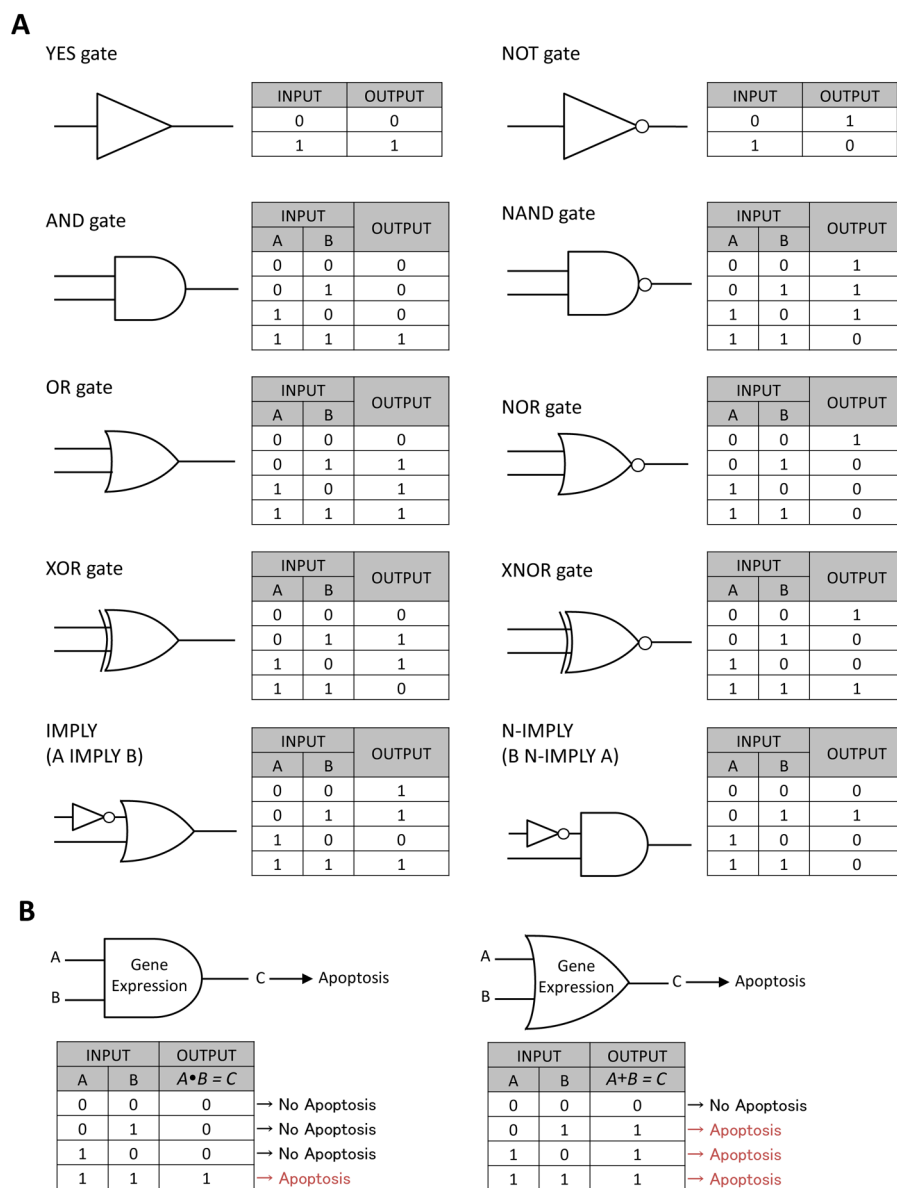 A
YES gate
INPUT OUTPUT
0 0
1 1
NOT gate
INPUT OUTPUT
0 1
1 0
AND gate
INPUT OUTPUT
A B
0 0 0
0 1 0
1 0 0
1 1 1
NAND gate
INPUT OUTPUT
A B
0 0 1
0 1 1
1 0 1
1 1 0
OR gate
INPUT OUTPUT
A B
0 0 0
0 1 1
1 0 1
1 1 1
NOR gate
INPUT OUTPUT
A B
0 0 1
0 1 0
1 0 0
1 1 0
XOR gate
INPUT OUTPUT
A B
0 0 0
0 1 1
1 0 1
1 1 0
XNOR gate
INPUT OUTPUT
A B
0 0 1
0 1 0
1 0 0
1 1 1
IMPLY
(A IMPLY B)
INPUT OUTPUT
A B
0 0 1
0 1 1
1 0 0
1 1 1
N-IMPLY
(B N-IMPLY A)
INPUT OUTPUT
A B
0 0 0
0 1 1
1 0 0
1 1 0
B
A
B
Gene
Expression
C → Apoptosis
INPUT OUTPUT
A B A•B = C
0 0 0 → No Apoptosis
0 1 0 → No Apoptosis
1 0 0 → No Apoptosis
1 1 1 → Apoptosis
A
B
Gene
Expression
C → Apoptosis
INPUT OUTPUT
A B A+B = C
0 0 0 → No Apoptosis
0 1 1 → Apoptosis
1 0 1 → Apoptosis
1 1 1 → Apoptosis